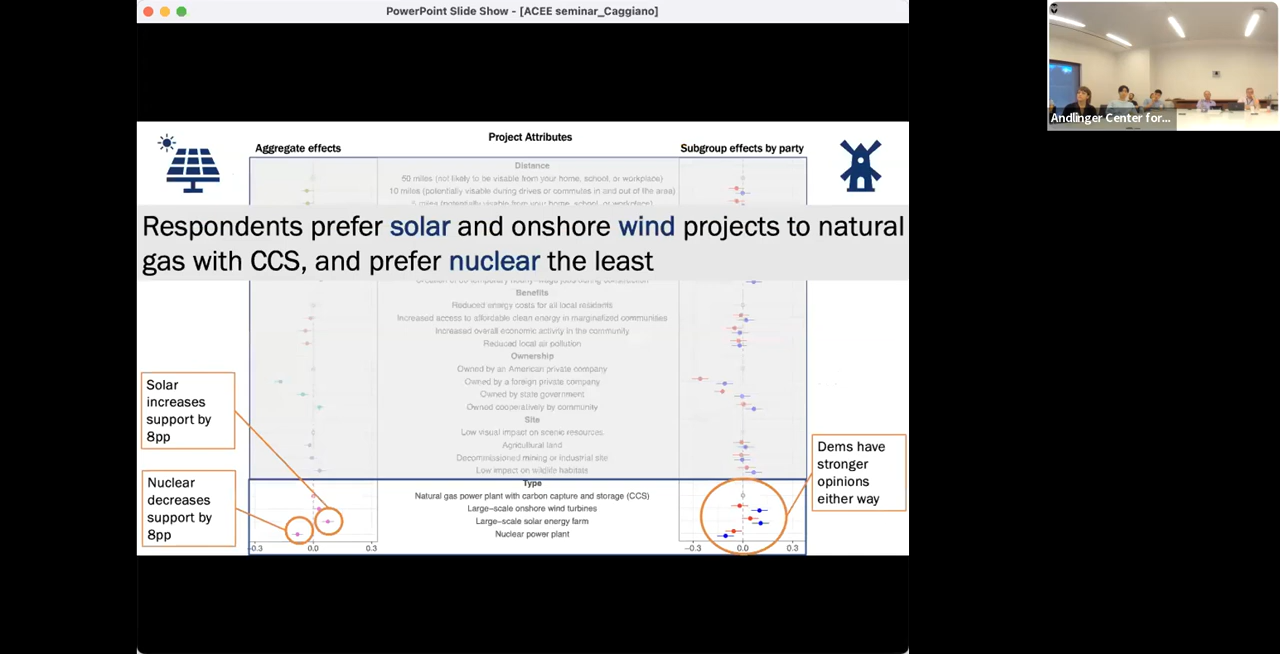 PowerPoint Slide Show - [ACEE seminar_Caggiano]
Andlinger Center for...
Project Attributes
Aggregate effects
Subgroup effects by party
Distance
50 miles (not likely to be visible from your home, school, or workplace)
10 miles (potentially visible during drives or commutes in and out of the area)
Respondents prefer solar and onshore wind projects to natural
gas with CCS, and prefer nuclear the least
Benefits
Reduced energy costs for all local residents
Increased access to affordable clean energy in marginalized communities
Increased overall economic activity in the community
Reduced local air pollution
Ownership
Owned by an American private company
Owned by a foreign private company
Owned by state government
Owned cooperatively by community
Site
Low visual impact on scenic resources
Agricultural land
Decommissioned mining or industrial site
Low impact on wildlife habitats
Type
Natural gas power plant with carbon capture and storage (CCS)
Large-scale onshore wind turbines
Large-scale solar energy farm
Nuclear power plant
-0.3 0.0 0.3
-0.3 0.0 0.3
Solar
increases
support by
8pp
Nuclear
decreases
support by
8pp
Dems have
stronger
opinions
either way